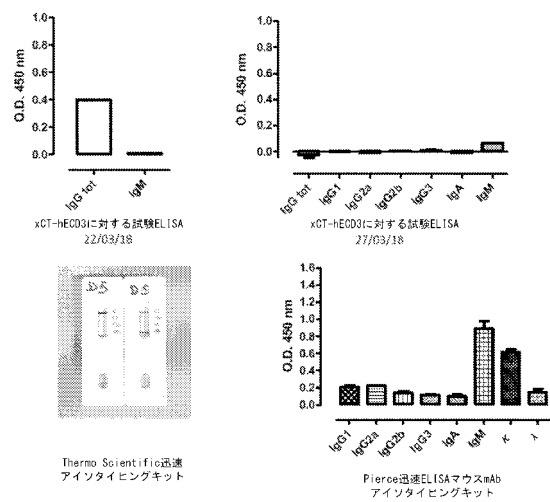 O.D. 450 nm
1.0
0.8
0.6
0.4
0.2
0.0
IgG tot
IgM
xCT-hECD3に対する試験ELISA
22/03/18
O.D. 450 nm
1.0
0.8
0.6
0.4
0.2
0.0
IgG tot
IgG1
IgG2a
IgG2b
IgG3
IgA
IgM
xCT-hECD3に対する試験ELISA
27/03/18
D5
D5
Thermo Scientific迅速
アイソタイピングキット
O.D. 450 nm
1.6
1.4
1.2
1.0
0.8
0.6
0.4
0.2
0.0
IgG1
IgG2a
IgG2b
IgG3
IgA
IgM
κ
λ
Pierce迅速ELISAマウスmAb
アイソタイピングキット